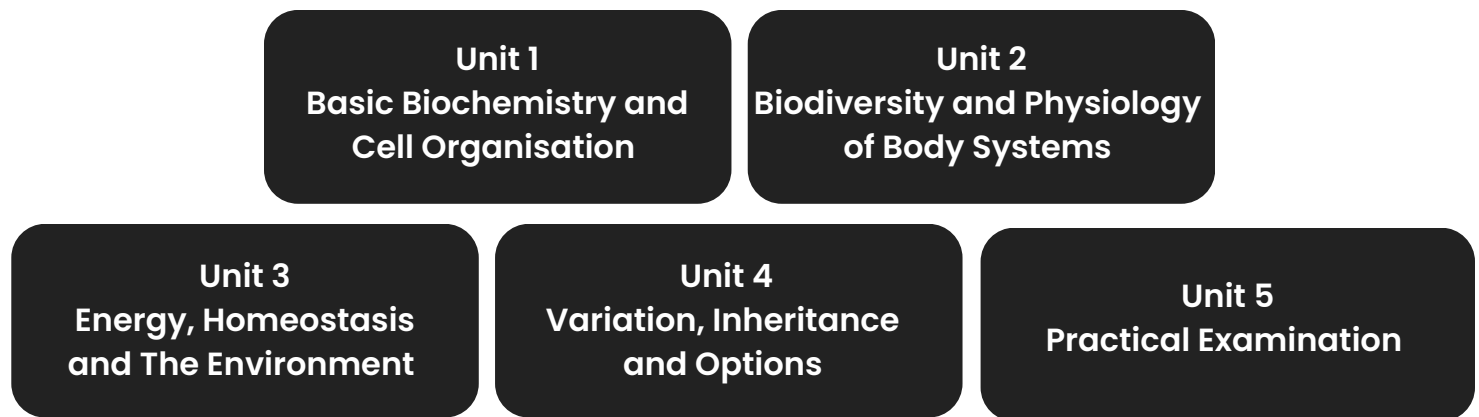 Unit 1
Basic Biochemistry and
Cell Organisation
Unit 2
Biodiversity and Physiology
of Body Systems
Unit 3
Energy, Homeostasis
and The Environment
Unit 4
Variation, Inheritance
and Options
Unit 5
Practical Examination